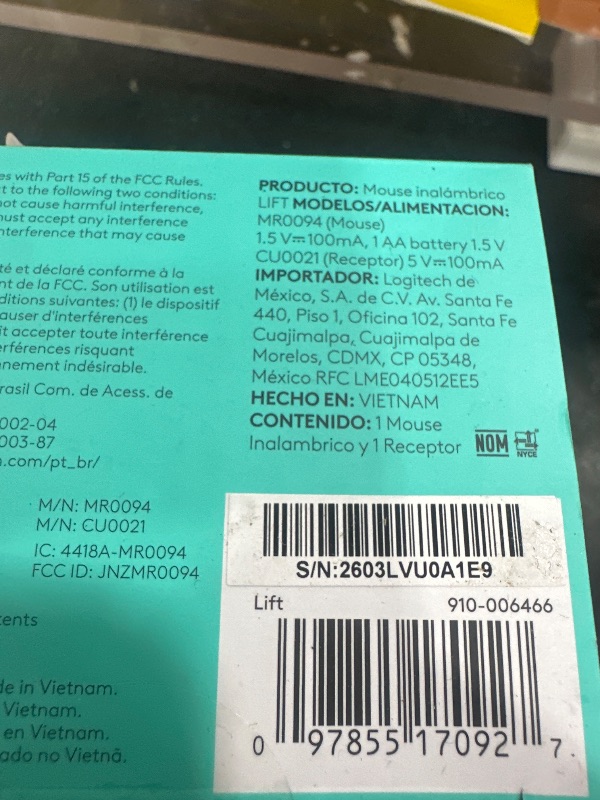 es with Part 15 of the FCC Rules.
t to the following two conditions:
not cause harmful interference,
must accept any interference
nterference that may cause
té et déclaré conforme à la
nt de la FCC. Son utilisation est
ditions suivantes: (1) le dispositif
auser d'interférences
it accepter toute interférence
erférences risquant
nnement indésirable.
rasil Com. de Acess. de
002-04
003-87
.com/pt_br/
M/N: MR0094
M/N: CU0021
IC: 4418A-MR0094
FCC ID: JNZMR0094
tents
de in Vietnam.
Vietnam.
en Vietnam.
ado no Vietnã.
PRODUCTO: Mouse inalámbrico
LIFT MODELOS/ALIMENTACION:
MR0094 (Mouse)
1.5 V⎓100mA, 1 AA battery 1.5 V
CU0021 (Receptor) 5 V⎓100mA
IMPORTADOR: Logitech de
México, S.A. de C.V. Av. Santa Fe
440, Piso 1, Oficina 102, Santa Fe
Cuajimalpa, Cuajimalpa de
Morelos, CDMX, CP 05348,
México RFC LME040512EE5
HECHO EN: VIETNAM
CONTENIDO: 1 Mouse
Inalambrico y 1 Receptor NOM NYCE
S/N:2603LVU0A1E9
Lift 910-006466
0 97855 17092 7